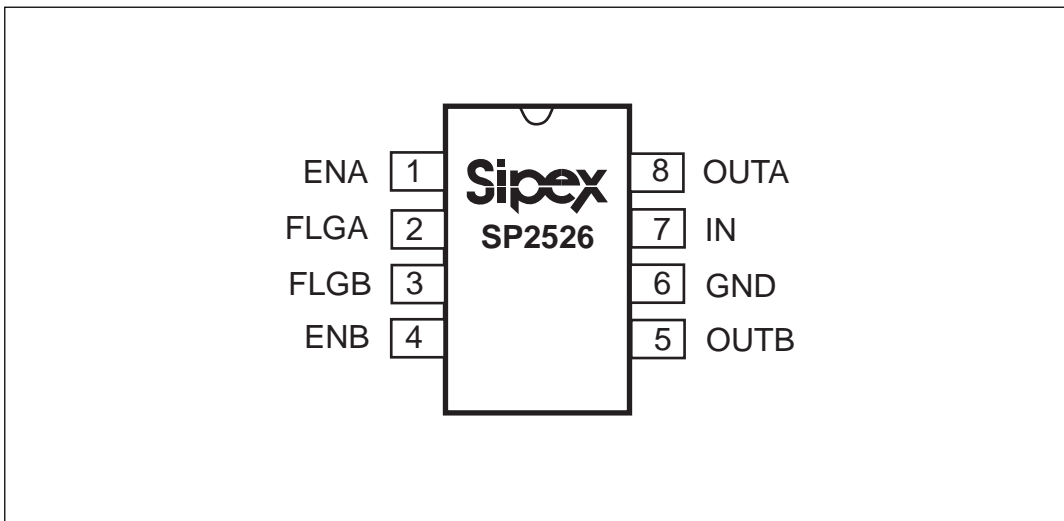 ENA 1 Sipex 8 OUTA
FLGA 2 SP2526 7 IN
FLGB 3 6 GND
ENB 4 5 OUTB